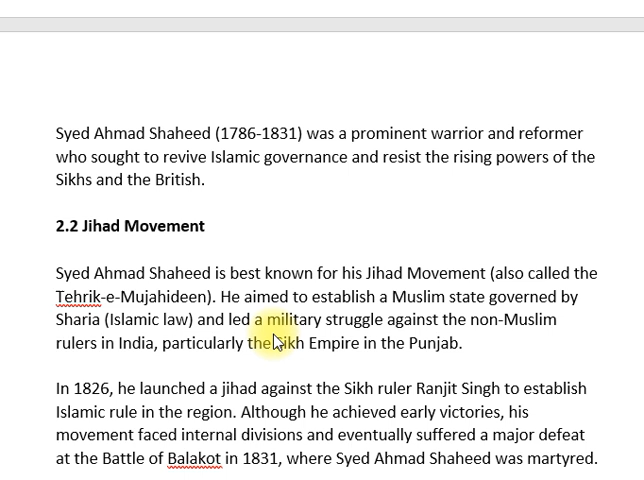 Syed Ahmad Shaheed (1786-1831) was a prominent warrior and reformer
who sought to revive Islamic governance and resist the rising powers of the
Sikhs and the British.
2.2 Jihad Movement
Syed Ahmad Shaheed is best known for his Jihad Movement (also called the
Tehrik-e-Mujahideen). He aimed to establish a Muslim state governed by
Sharia (Islamic law) and led a military struggle against the non-Muslim
rulers in India, particularly the Sikh Empire in the Punjab.
In 1826, he launched a jihad against the Sikh ruler Ranjit Singh to establish
Islamic rule in the region. Although he achieved early victories, his
movement faced internal divisions and eventually suffered a major defeat
at the Battle of Balakot in 1831, where Syed Ahmad Shaheed was martyred.